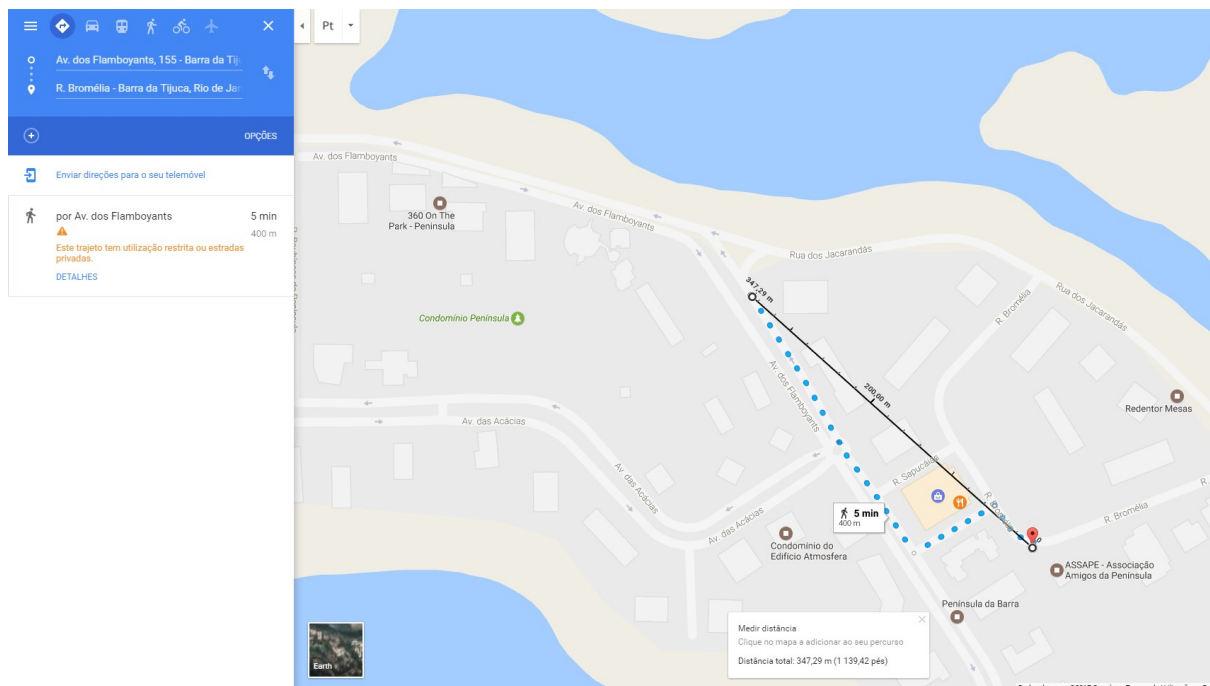 Av. dos Flamboyants, 155 - Barra da Tiju
R. Bromélia - Barra da Tijuca, Rio de Jan
OPÇÕES
Enviar direções para o seu telemóvel
por Av. dos Flamboyants
5 min
400 m
Este trajeto tem utilização restrita ou estradas
privadas.
DETALHES
Pt
Av. dos Flamboyants
360 On The
Park - Peninsula
Av. dos Flamboyants
Rua dos Jacarandás
347,29 m
Condomínio Península
R. Bromélia
Rua dos Jacarandás
Av. dos Flamboyants
200,00 m
Redentor Mesas
Av. das Acácias
R. Sapucáias
Av. das Acácias
R. Bromélia
5 min
400 m
Av. das Acácias
Condomínio do
Edifício Atmosfera
R. Bromélia
ASSAPE - Associação
Amigos da Península
Península da Barra
Medir distância
Clique no mapa a adicionar ao seu percurso
Distância total: 347,29 m (1 139,42 pés)
Earth